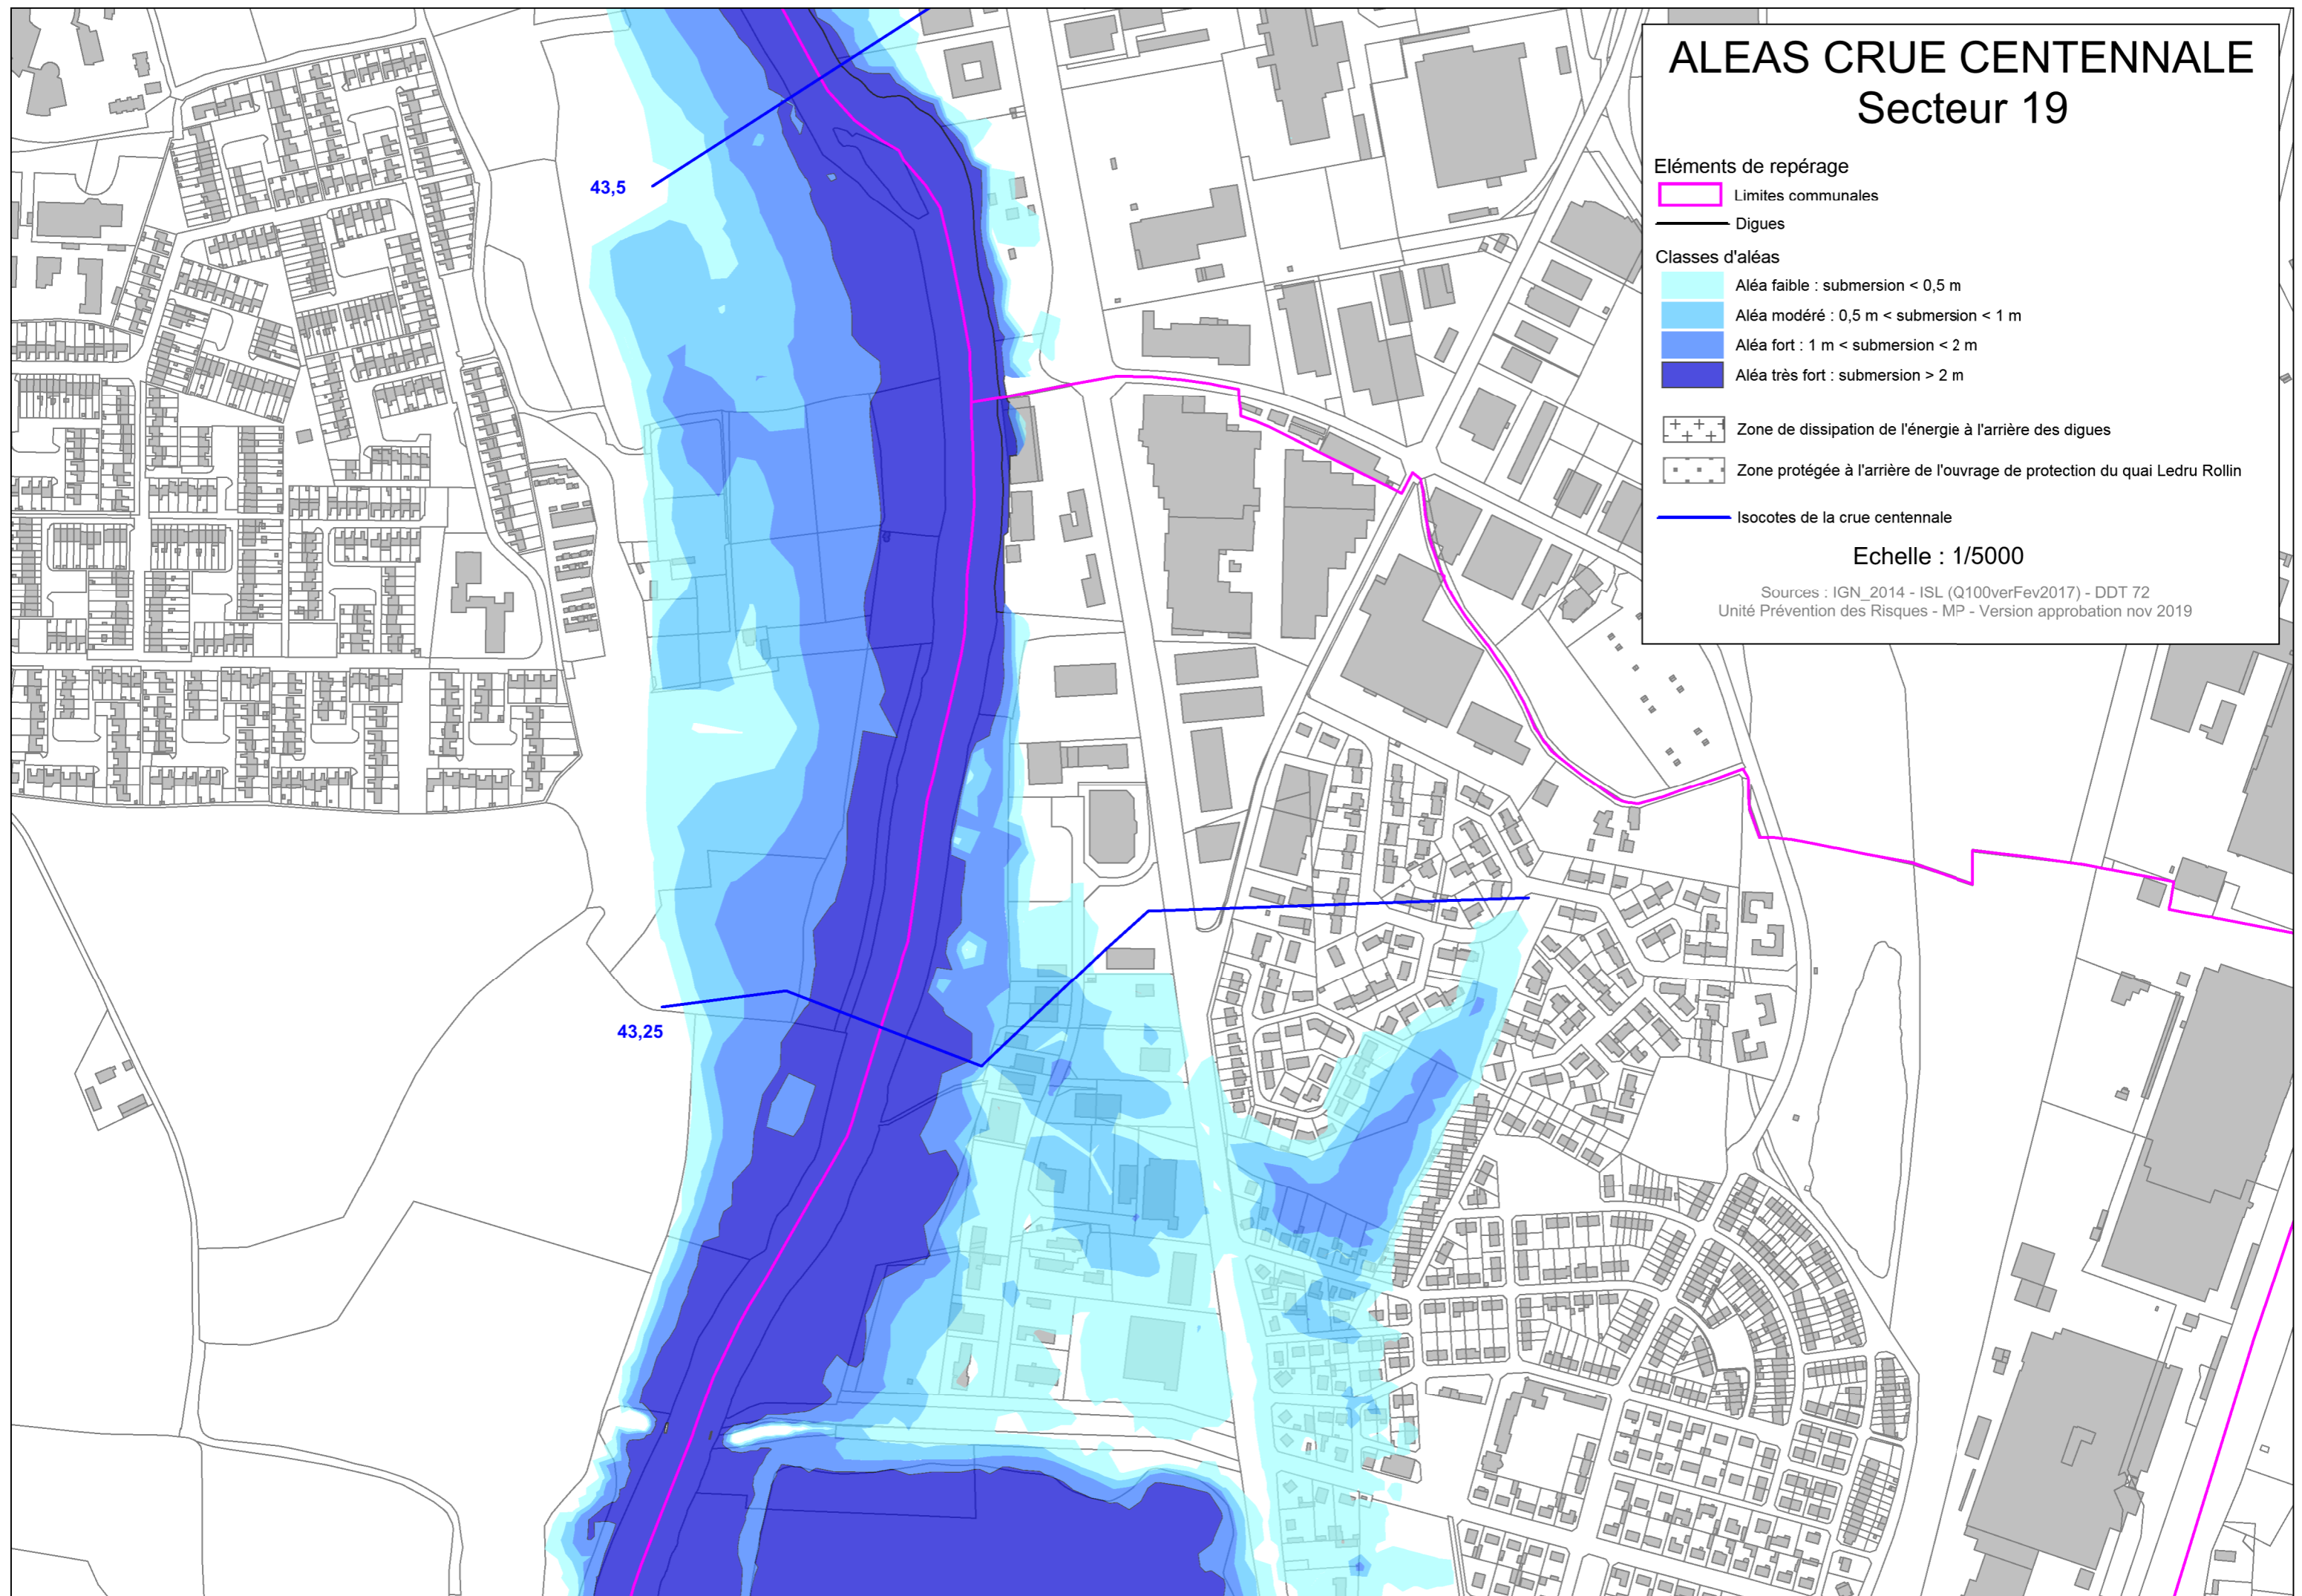 ALEAS CRUE CENTENNALE
Secteur 19
Eléments de repérage
Limites communales
Digues
Classes d'aléas
Aléa faible : submersion < 0,5 m
Aléa modéré : 0,5 m < submersion < 1 m
Aléa fort : 1 m < submersion < 2 m
Aléa très fort : submersion > 2 m
Zone de dissipation de l'énergie à l'arrière des digues
Zone protégée à l'arrière de l'ouvrage de protection du quai Ledru Rollin
Isocotes de la crue centennale
Echelle : 1/5000
Sources : IGN_2014 - ISL (Q100verFev2017) - DDT 72
Unité Prévention des Risques - MP - Version approbation nov 2019
43,5
43,25